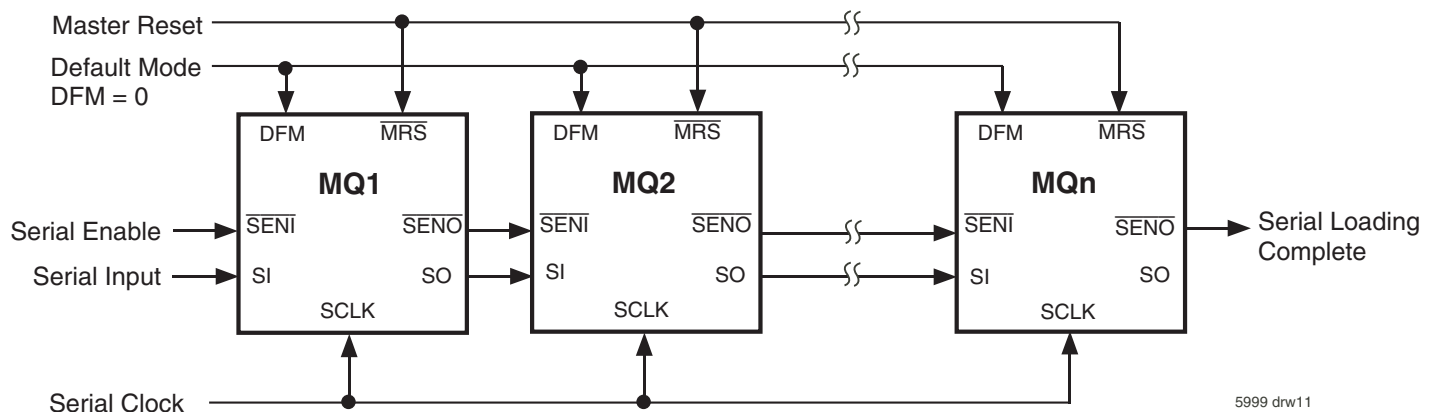 Master Reset
Default Mode
DFM = 0
DFM
MRS
MQ1
SENI
SENO
SI
SO
SCLK
DFM
MRS
MQ2
SENI
SENO
SI
SO
SCLK
DFM
MRS
MQn
SENI
SENO
SI
SO
SCLK
Serial Enable
Serial Input
Serial Loading
Complete
Serial Clock
5999 drw11